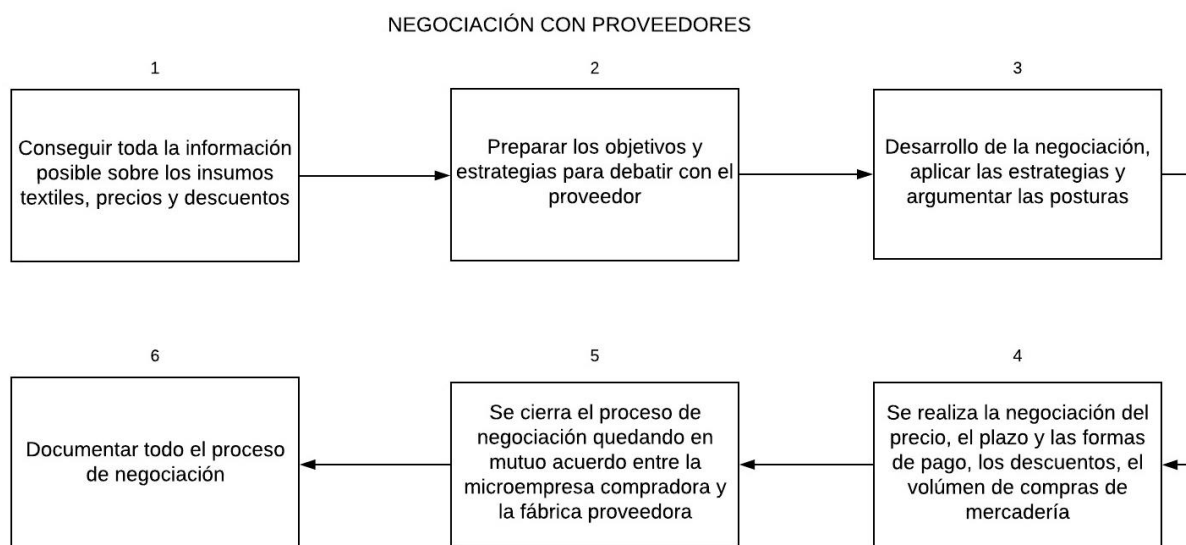 NEGOCIACIÓN CON PROVEEDORES
1
Conseguir toda la información
posible sobre los insumos
textiles, precios y descuentos
2
Preparar los objetivos y
estrategias para debatir con el
proveedor
3
Desarrollo de la negociación,
aplicar las estrategias y
argumentar las posturas
4
Se realiza la negociación del
precio, el plazo y las formas
de pago, los descuentos, el
volúmen de compras de
mercadería
5
Se cierra el proceso de
negociación quedando en
mutuo acuerdo entre la
microempresa compradora y
la fábrica proveedora
6
Documentar todo el proceso
de negociación